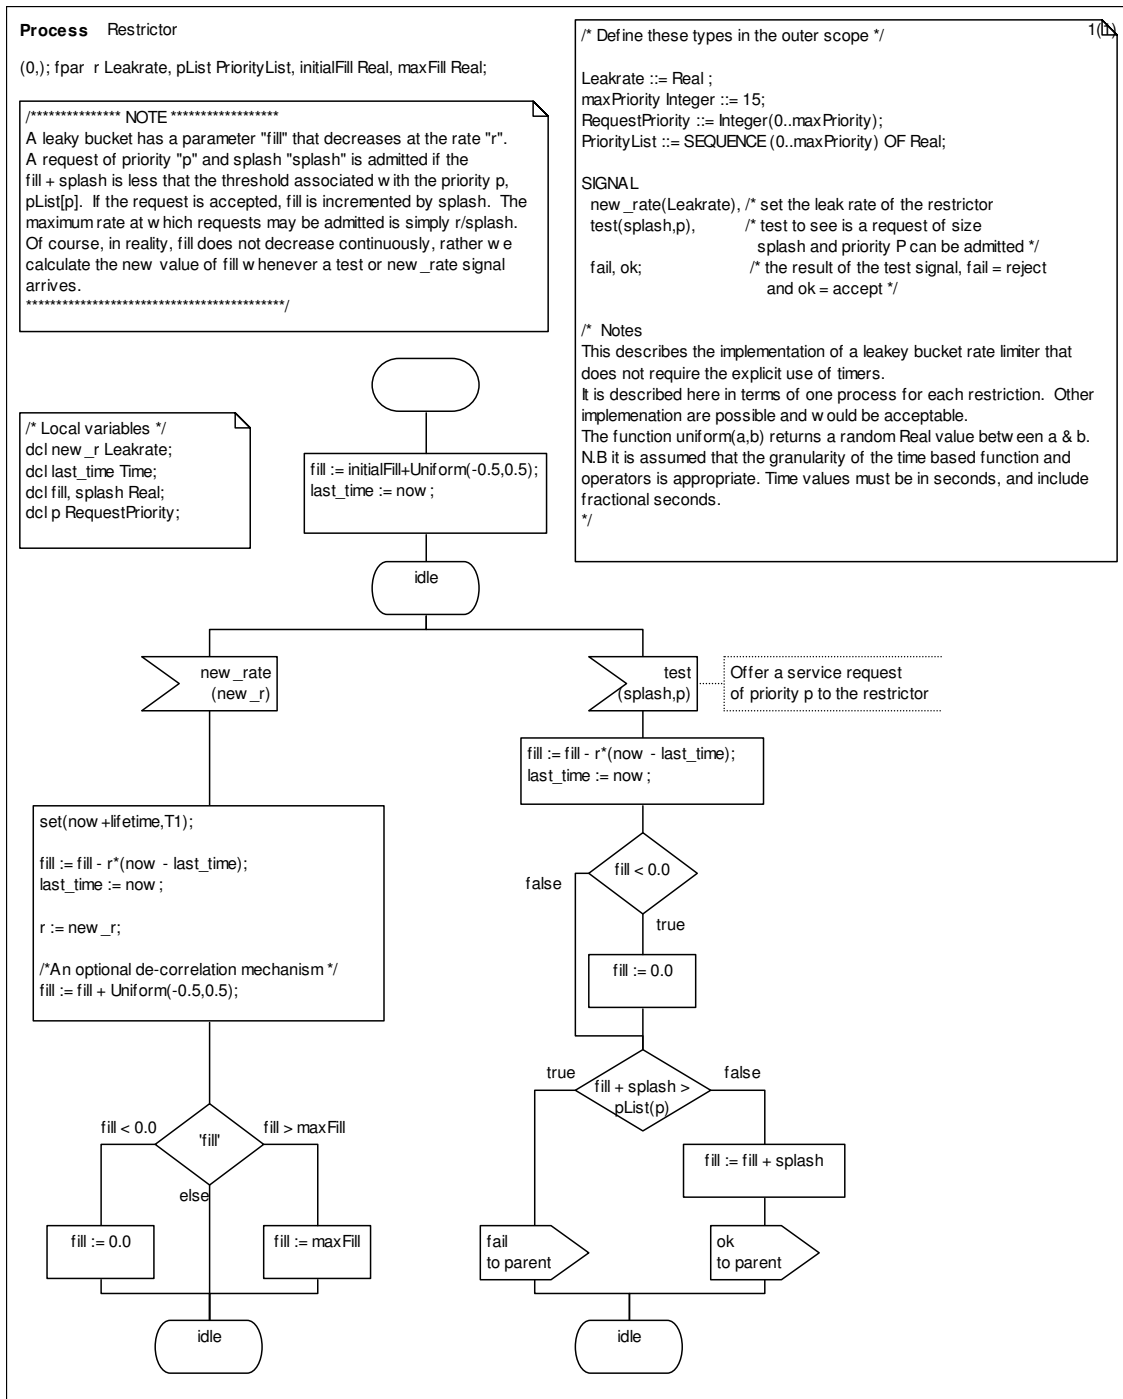 Process Restrictor
1(1)
(0,); fpar r Leakrate, pList PriorityList, initialFill Real, maxFill Real;
/*************** NOTE ******************
A leaky bucket has a parameter "fill" that decreases at the rate "r".
A request of priority "p" and splash "splash" is admitted if the
fill + splash is less that the threshold associated with the priority p,
pList[p]. If the request is accepted, fill is incremented by splash. The
maximum rate at which requests may be admitted is simply r/splash.
Of course, in reality, fill does not decrease continuously, rather we
calculate the new value of fill whenever a test or new_rate signal
arrives.
*******************************************/
/* Define these types in the outer scope */
Leakrate ::= Real ;
maxPriority Integer ::= 15;
RequestPriority ::= Integer(0..maxPriority);
PriorityList ::= SEQUENCE (0..maxPriority) OF Real;
SIGNAL
new_rate(Leakrate), /* set the leak rate of the restrictor
test(splash,p), /* test to see is a request of size
splash and priority P can be admitted */
fail, ok; /* the result of the test signal, fail = reject
and ok = accept */
/* Notes
This describes the implementation of a leakey bucket rate limiter that
does not require the explicit use of timers.
It is described here in terms of one process for each restriction. Other
implemenation are possible and would be acceptable.
The function uniform(a,b) returns a random Real value between a & b.
N.B it is assumed that the granularity of the time based function and
operators is appropriate. Time values must be in seconds, and include
fractional seconds.
*/
/* Local variables */
dcl new_r Leakrate;
dcl last_time Time;
dcl fill, splash Real;
dcl p RequestPriority;
fill := initialFill+Uniform(-0.5,0.5);
last_time := now;
idle
new_rate
(new_r)
test
(splash,p)
Offer a service request
of priority p to the restrictor
set(now+lifetime,T1);
fill := fill - r*(now - last_time);
last_time := now;
r := new_r;
/*An optional de-correlation mechanism */
fill := fill + Uniform(-0.5,0.5);
fill := fill - r*(now - last_time);
last_time := now;
fill < 0.0
false
true
fill := 0.0
true
fill + splash >
pList(p)
false
fill < 0.0
'fill'
fill > maxFill
else
fill := 0.0
fill := maxFill
fill := fill + splash
fail
to parent
ok
to parent
idle
idle